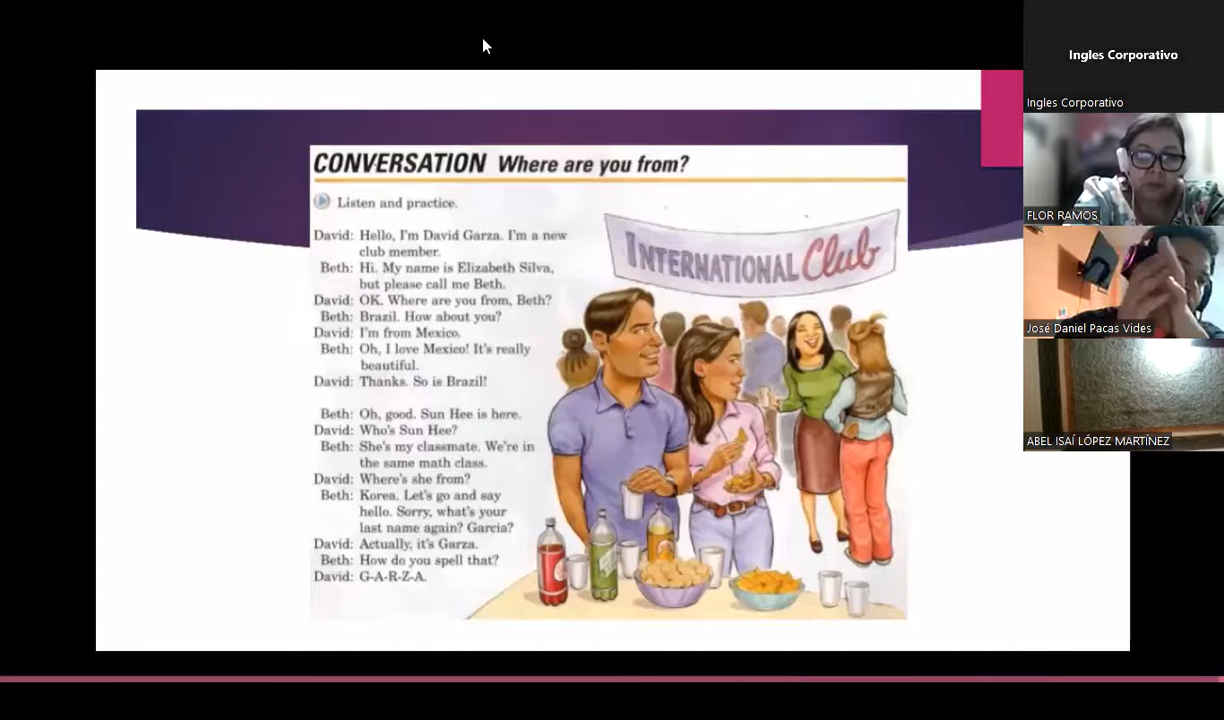 Ingles Corporativo
Ingles Corporativo
FLOR RAMOS
José Daniel Pacas Vides
ABEL ISAÍ LÓPEZ MARTÍNEZ
CONVERSATION Where are you from?
Listen and practice.
David: Hello, I'm David Garza. I'm a new
club member.
Beth: Hi. My name is Elizabeth Silva,
but please call me Beth.
David: OK. Where are you from, Beth?
Beth: Brazil. How about you?
David: I'm from Mexico.
Beth: Oh, I love Mexico! It's really
beautiful.
David: Thanks. So is Brazil!
Beth: Oh, good. Sun Hee is here.
David: Who's Sun Hee?
Beth: She's my classmate. We're in
the same math class.
David: Where's she from?
Beth: Korea. Let's go and say
hello. Sorry, what's your
last name again? Garcia?
David: Actually, it's Garza.
Beth: How do you spell that?
David: G-A-R-Z-A.
INTERNATIONAL Club